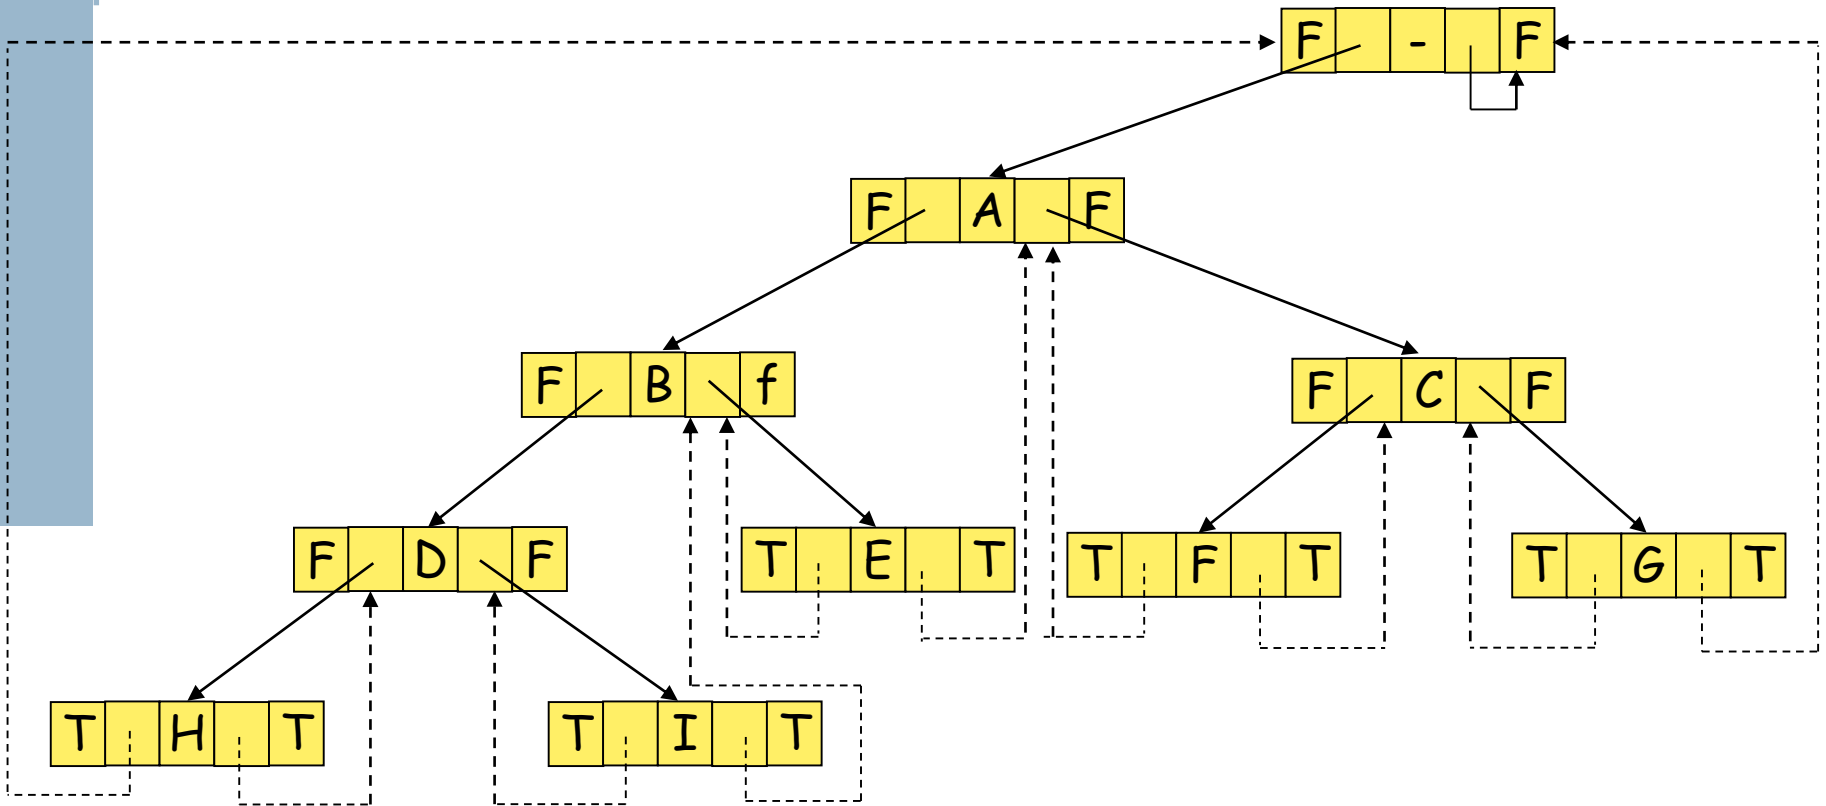 F - F
F A F
F B f
F C F
F D F
T E T
T F T
T G T
T H T
T I T